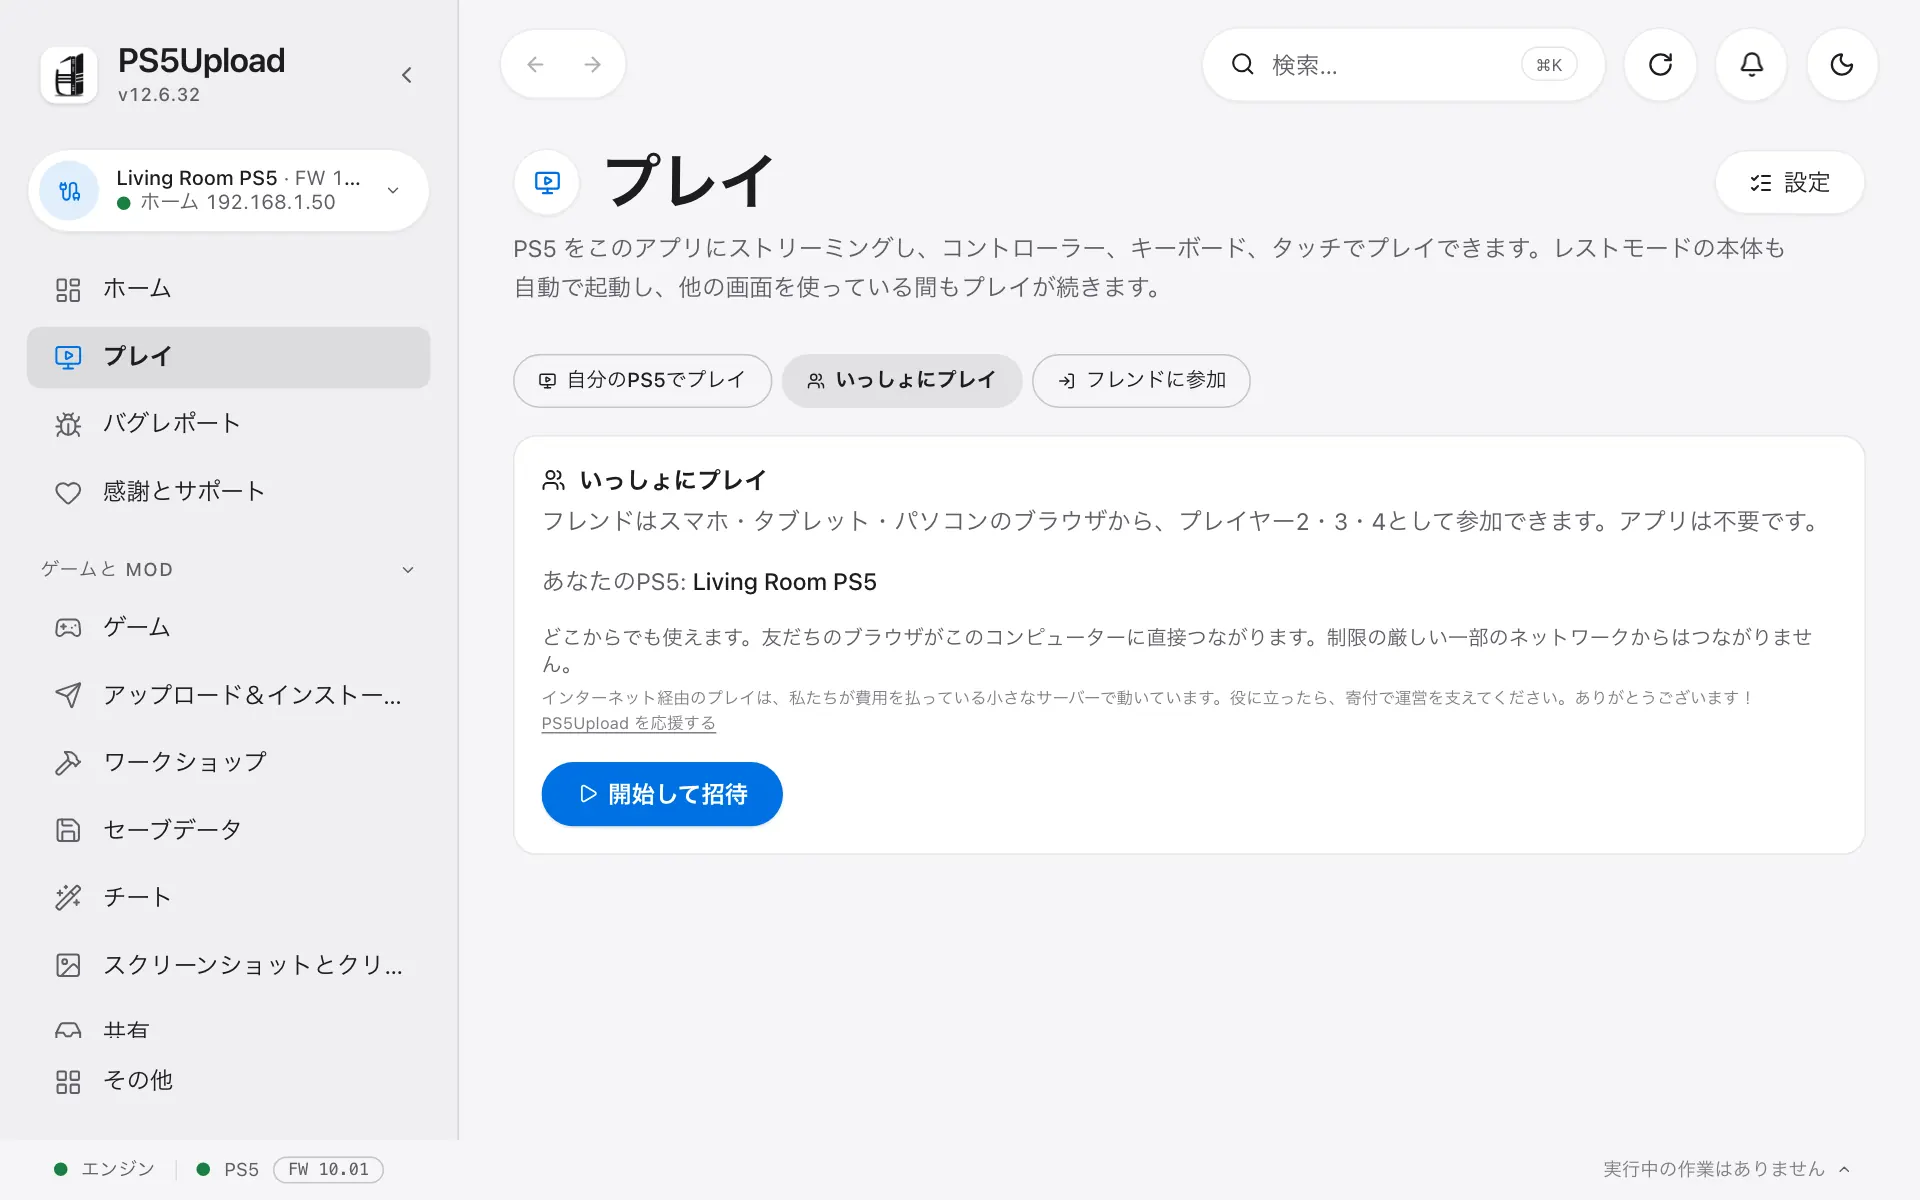 PS5Upload
v12.6.32
Living Room PS5 · FW 1...
ホーム 192.168.1.50
ホーム
プレイ
バグレポート
感謝とサポート
ゲームと MOD
ゲーム
アップロード＆インストー...
ワークショップ
セーブデータ
チート
スクリーンショットとクリ...
共有
その他
検索...
⌘K
プレイ
設定
PS5 をこのアプリにストリーミングし、コントローラー、キーボード、タッチでプレイできます。レストモードの本体も
自動で起動し、他の画面を使っている間もプレイが続きます。
自分のPS5でプレイ
いっしょにプレイ
フレンドに参加
いっしょにプレイ
フレンドはスマホ・タブレット・パソコンのブラウザから、プレイヤー2・3・4として参加できます。アプリは不要です。
あなたのPS5: Living Room PS5
どこからでも使えます。友だちのブラウザがこのコンピューターに直接つながります。制限の厳しい一部のネットワークからはつながりませ
ん。
インターネット経由のプレイは、私たちが費用を払っている小さなサーバーで動いています。役に立ったら、寄付で運営を支えてください。ありがとうございます！
PS5Upload を応援する
開始して招待
エンジン
PS5
FW 10.01
実行中の作業はありません